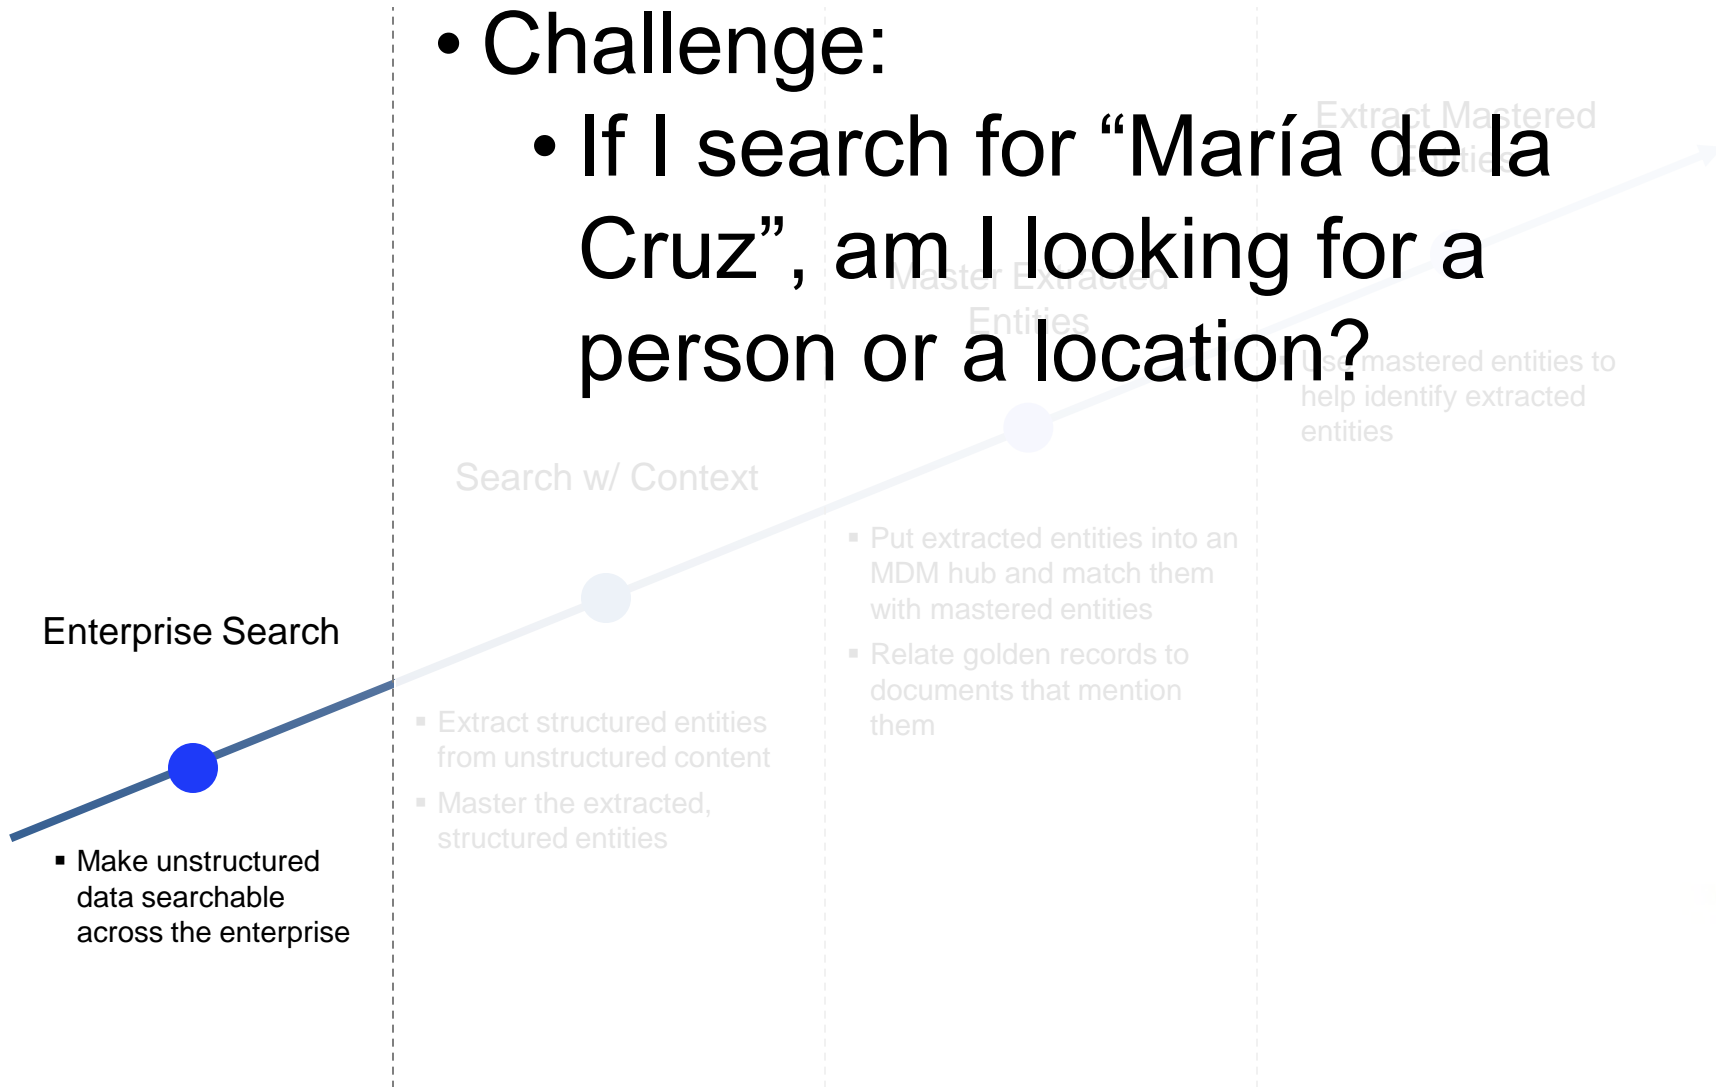 • Challenge:
• If I search for “María de la
Cruz”, am I looking for a
person or a location?
Enterprise Search
▪ Make unstructured
data searchable
across the enterprise
Search w/ Context
▪ Extract structured entities
from unstructured content
▪ Master the extracted,
structured entities
Master Extracted
Entities
▪ Put extracted entities into an
MDM hub and match them
with mastered entities
▪ Relate golden records to
documents that mention
them
Extract Mastered
Entities
▪ Use mastered entities to
help identify extracted
entities